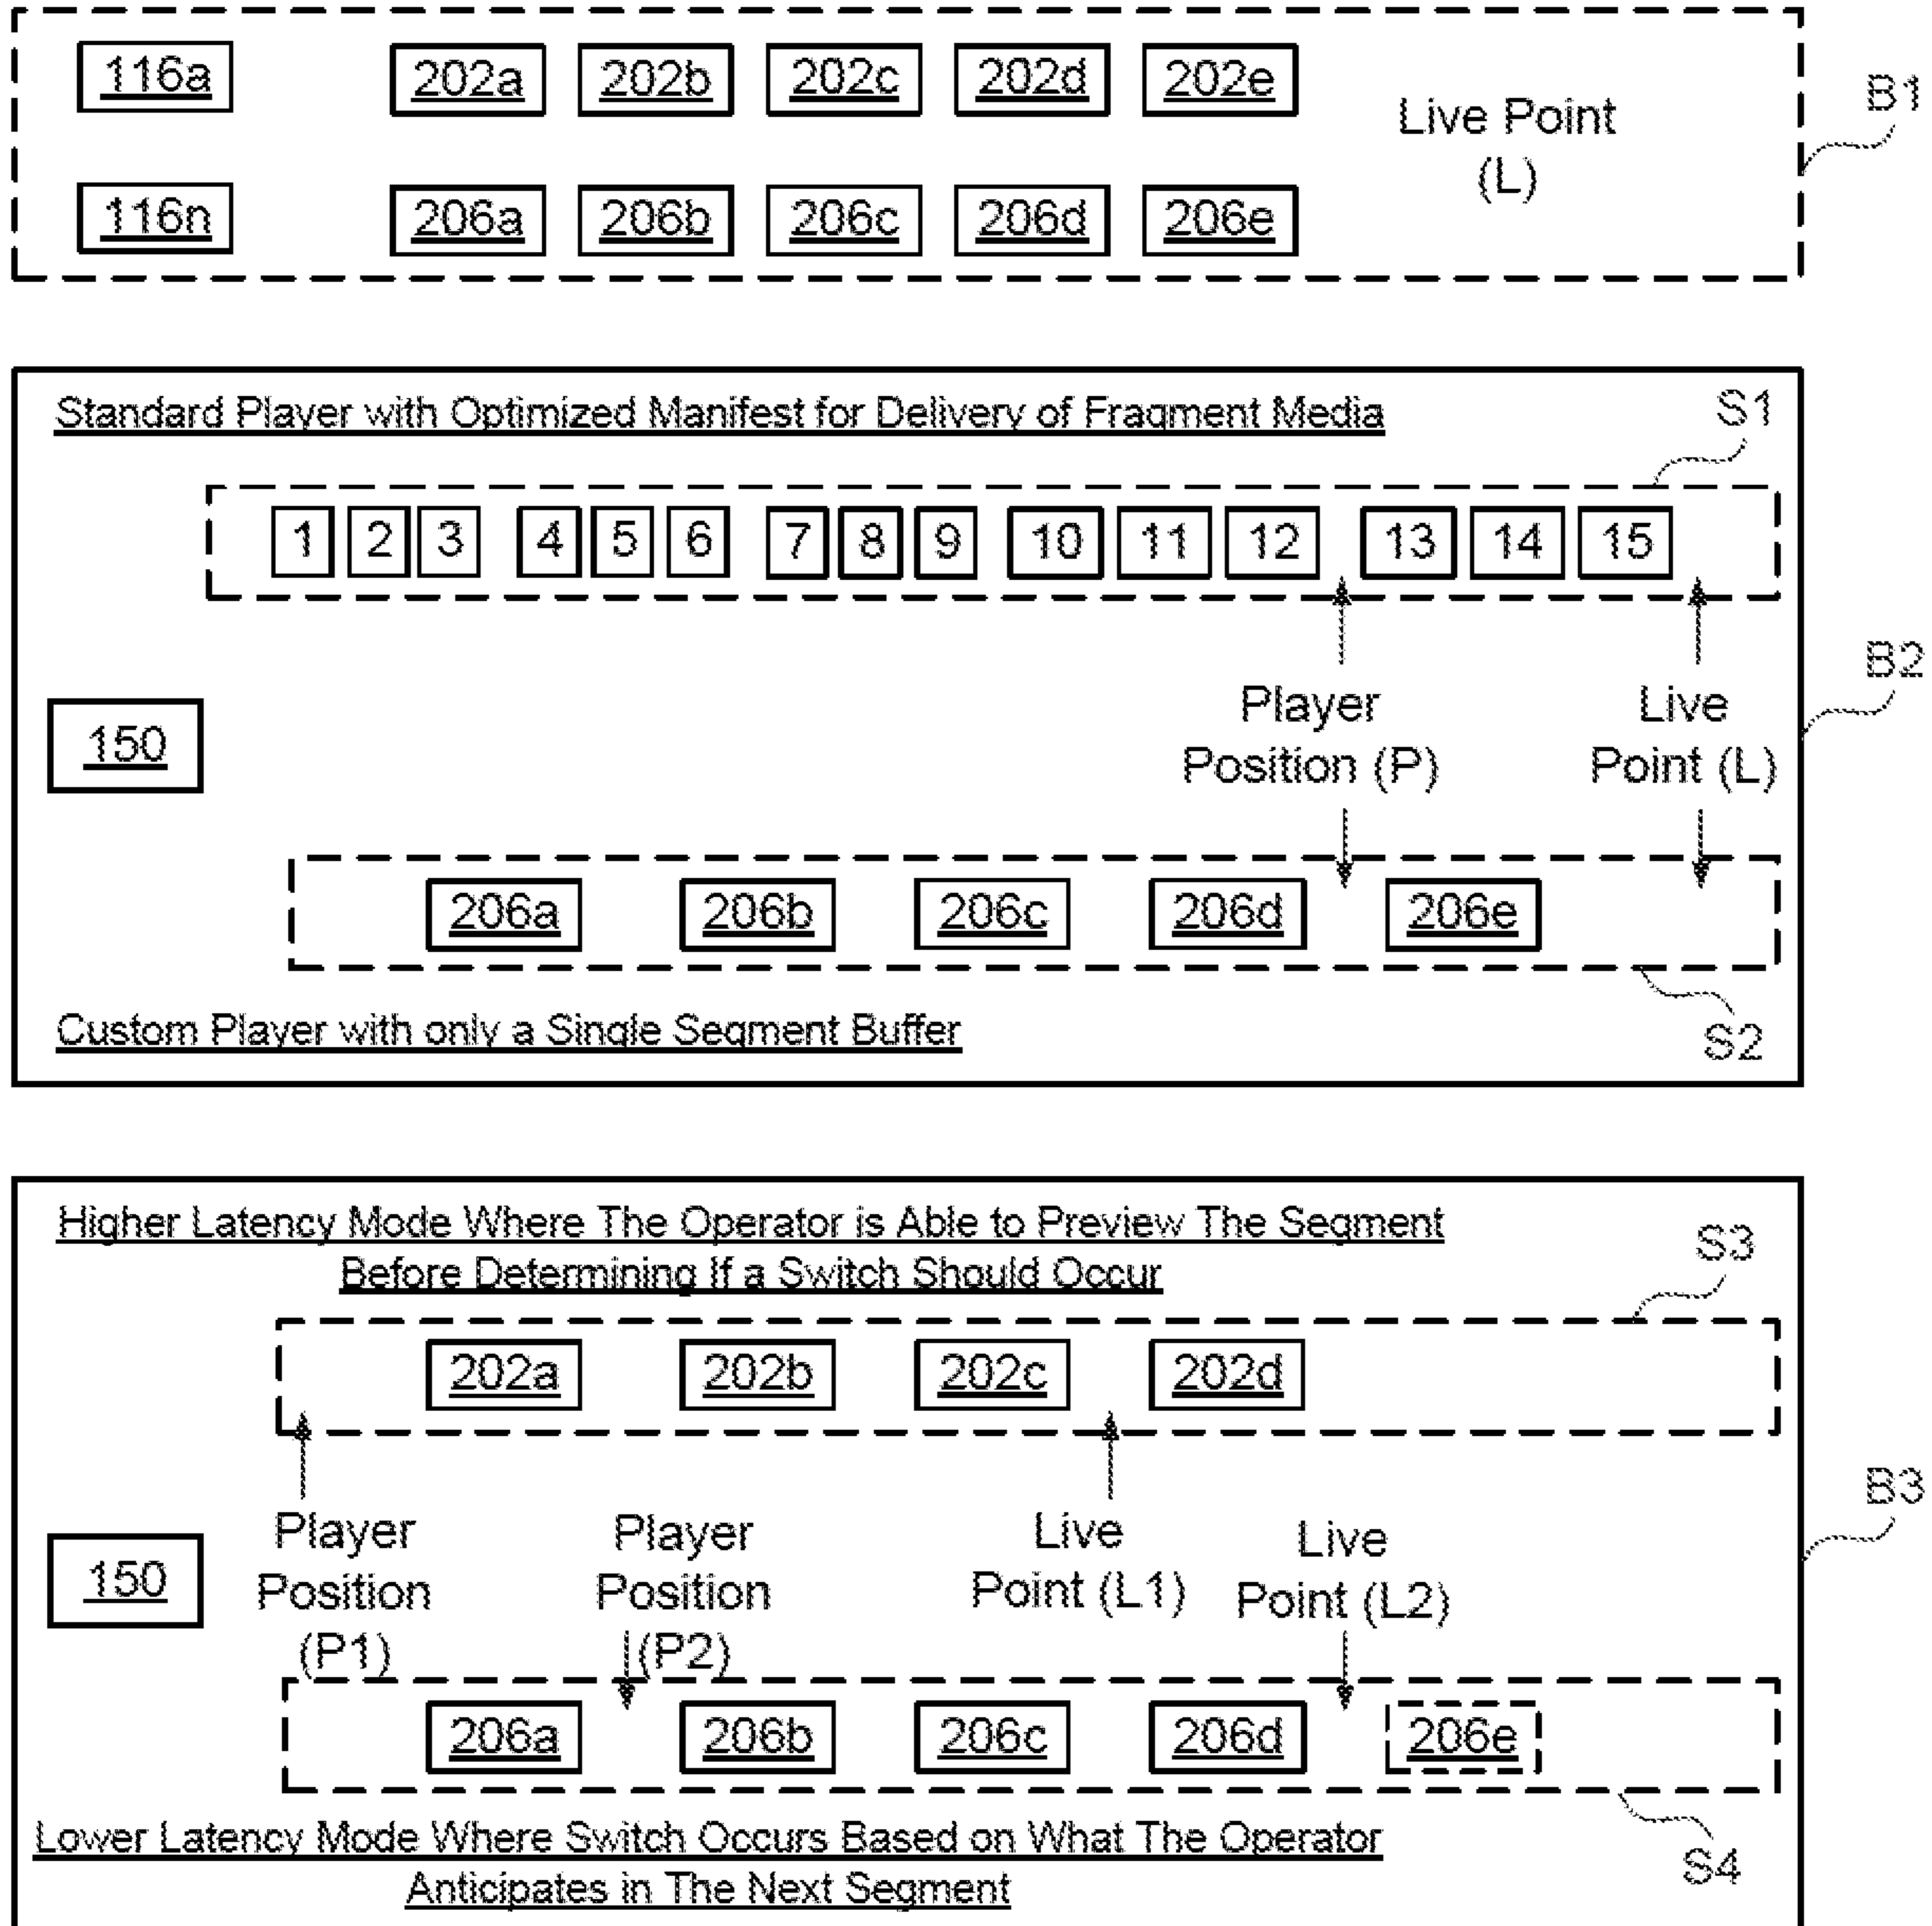 116a 202a 202b 202c 202d 202e
Live Point
(L)
B1
116n 206a 206b 206c 206d 206e
Standard Player with Optimized Manifest for Delivery of Fragment Media
S1
1 2 3 4 5 6 7 8 9 10 11 12 13 14 15
B2
150
Player
Position (P)
Live
Point (L)
206a 206b 206c 206d 206e
Custom Player with only a Single Segment Buffer
S2
Higher Latency Mode Where The Operator is Able to Preview The Segment
Before Determining If a Switch Should Occur
S3
202a 202b 202c 202d
B3
150
Player
Position
(P1)
Player
Position
(P2)
Live
Point (L1)
Live
Point (L2)
206a 206b 206c 206d 206e
Lower Latency Mode Where Switch Occurs Based on What The Operator
Anticipates in The Next Segment
S4